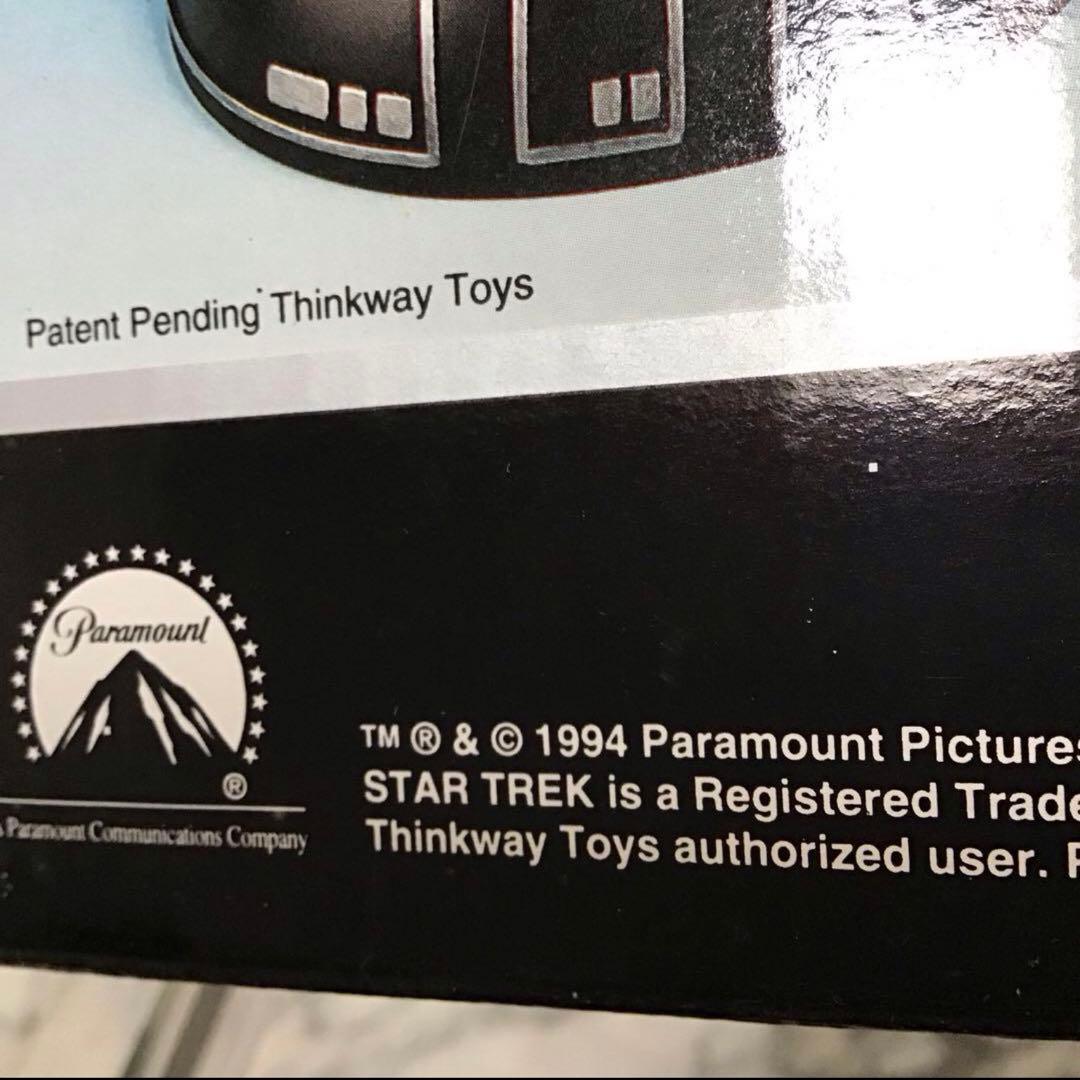 Patent Pending Thinkway Toys
Paramount
®
Paramount Communications Company
TM ® & © 1994 Paramount Pictures
STAR TREK is a Registered Trade
Thinkway Toys authorized user.